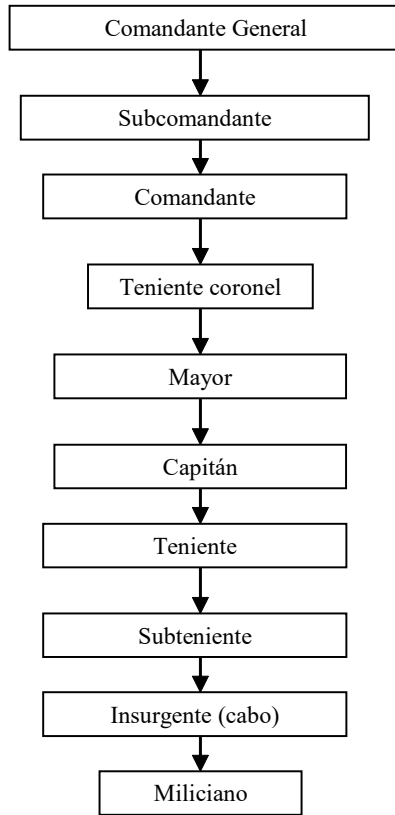 Comandante General
Subcomandante
Comandante
Teniente coronel
Mayor
Capitán
Teniente
Subteniente
Insurgente (cabo)
Miliciano